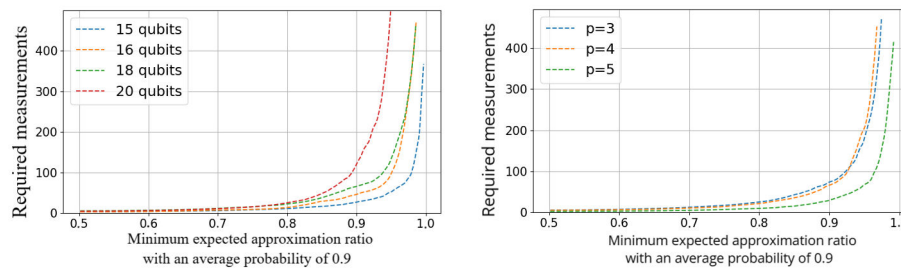 Required measurements
400
300
200
100
0
15 qubits
16 qubits
18 qubits
20 qubits
0.5 0.6 0.7 0.8 0.9 1.0
Minimum expected approximation ratio
with an average probability of 0.9
Required measurements
400
300
200
100
0
p=3
p=4
p=5
0.5 0.6 0.7 0.8 0.9 1.
Minimum expected approximation ratio
with an average probability of 0.9